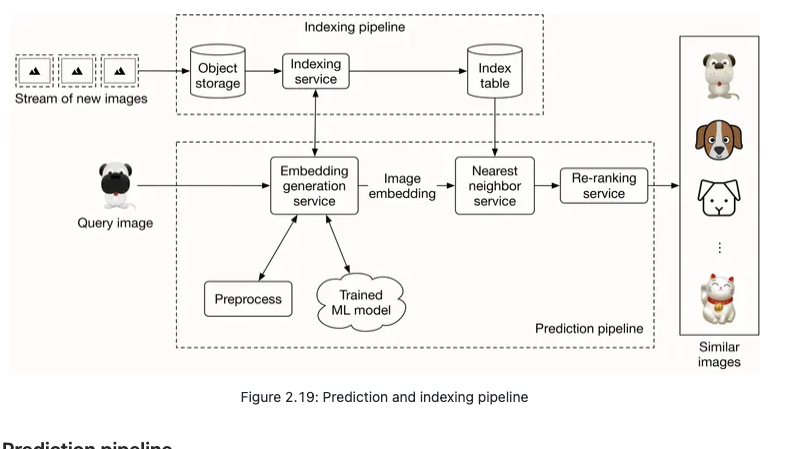 Indexing pipeline
Object
storage
Indexing
service
Index
table
Stream of new images
Embedding
generation
service
Image
embedding
Nearest
neighbor
service
Re-ranking
service
Query image
Preprocess
Trained
ML model
Prediction pipeline
Similar
images
Figure 2.19: Prediction and indexing pipeline
Prediction pipeline